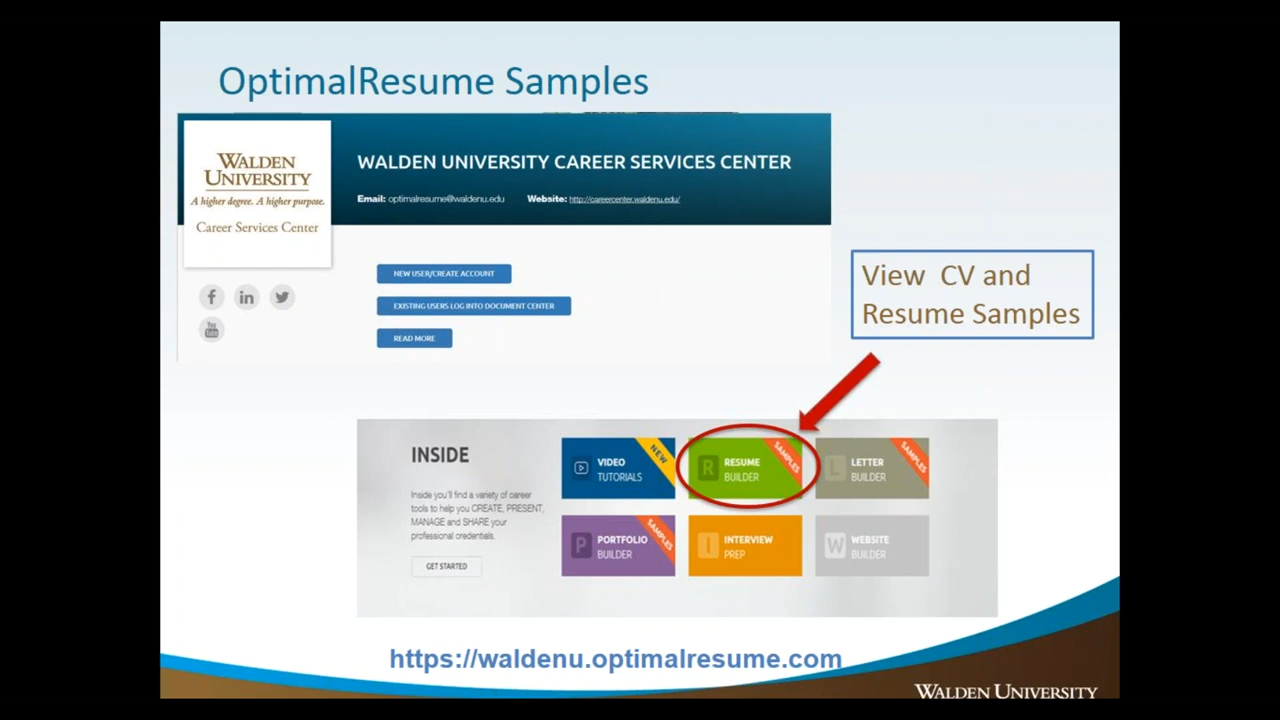 OptimalResume Samples
WALDEN
UNIVERSITY
A higher degree. A higher purpose.
Career Services Center
WALDEN UNIVERSITY CAREER SERVICES CENTER
Email: optimalresume@waldenu.edu Website: http://careercenter.waldenu.edu/
NEW USER/CREATE ACCOUNT
EXISTING USERS LOG INTO DOCUMENT CENTER
READ MORE
f
in
You
Tube
View CV and
Resume Samples
INSIDE
Inside you'll find a variety of career
tools to help you CREATE, PRESENT,
MANAGE and SHARE your
professional credentials.
GET STARTED
VIDEO
TUTORIALS
NEW
R
RESUME
BUILDER
SAMPLES
L
LETTER
BUILDER
SAMPLES
P
PORTFOLIO
BUILDER
SAMPLES
I
INTERVIEW
PREP
W
WEBSITE
BUILDER
https://waldenu.optimalresume.com
WALDEN UNIVERSITY